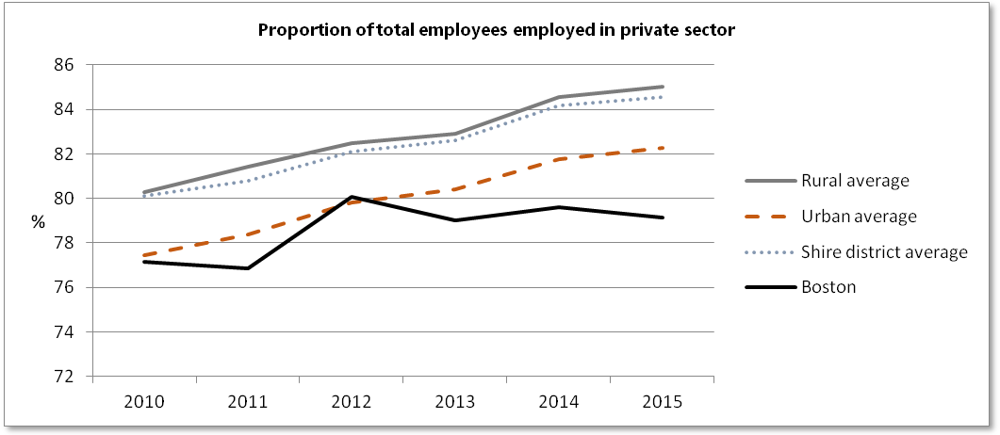 Proportion of total employees employed in private sector
86
84
82
80
78
76
74
72
%
2010 2011 2012 2013 2014 2015
Rural average
Urban average
Shire district average
Boston